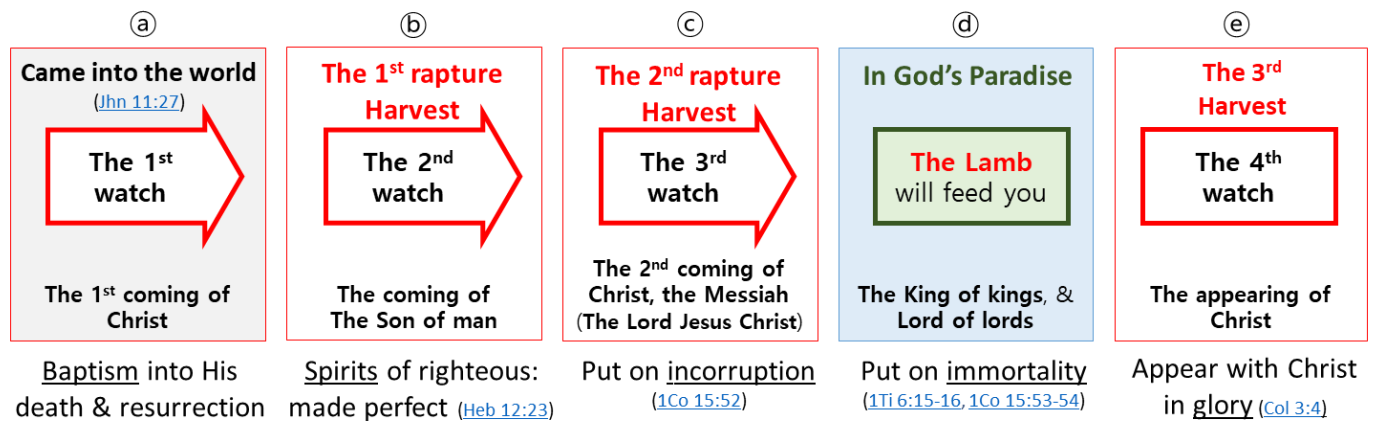 ⓐ
Came into the world
(Jhn 11:27)
The 1st
watch
The 1st coming of
Christ
Baptism into His
death & resurrection
ⓑ
The 1st rapture
Harvest
The 2nd
watch
The coming of
The Son of man
Spirits of righteous:
made perfect (Heb 12:23)
ⓒ
The 2nd rapture
Harvest
The 3rd
watch
The 2nd coming of
Christ, the Messiah
(The Lord Jesus Christ)
Put on incorruption
(1Co 15:52)
ⓓ
In God's Paradise
The Lamb
will feed you
The King of kings, &
Lord of lords
Put on immortality
(1Ti 6:15-16, 1Co 15:53-54)
ⓔ
The 3rd
Harvest
The 4th
watch
The appearing of
Christ
Appear with Christ
in glory (Col 3:4)